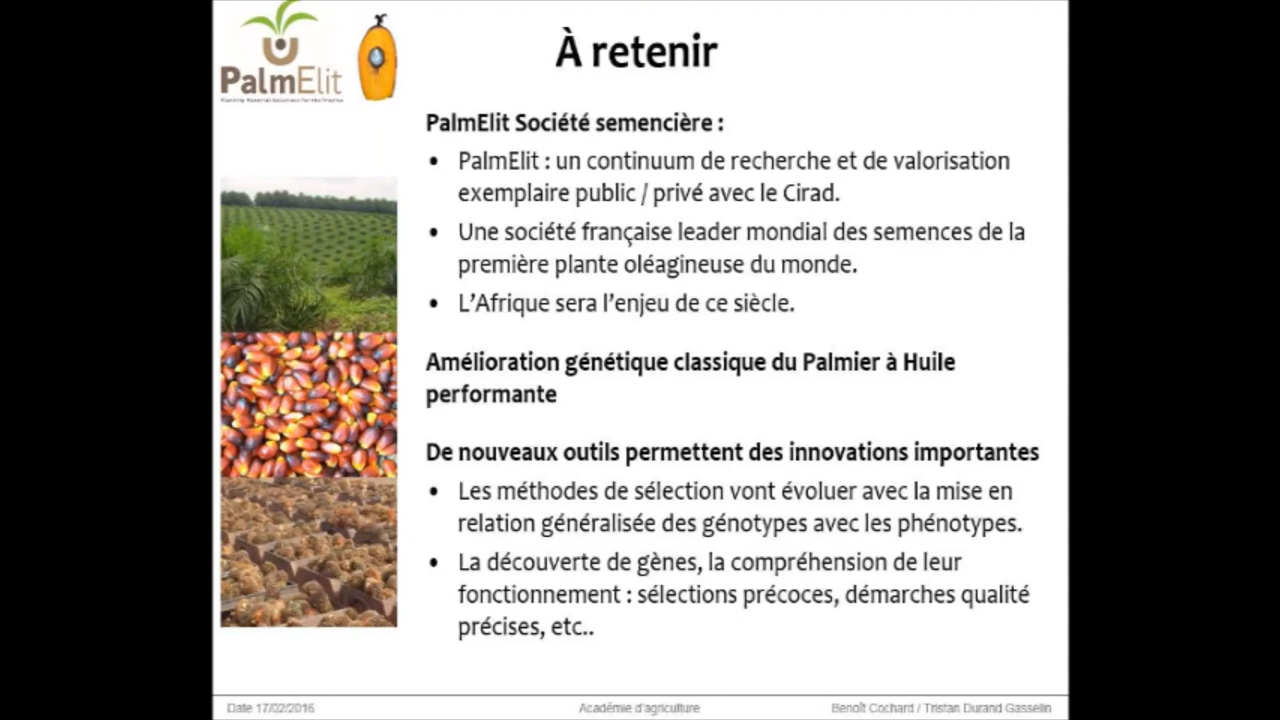 PalmElit
Planting Material Solutions For the Tropics
À retenir
PalmElit Société semencière :
• PalmElit : un continuum de recherche et de valorisation
exemplaire public / privé avec le Cirad.
• Une société française leader mondial des semences de la
première plante oléagineuse du monde.
• L’Afrique sera l’enjeu de ce siècle.
Amélioration génétique classique du Palmier à Huile
performante
De nouveaux outils permettent des innovations importantes
• Les méthodes de sélection vont évoluer avec la mise en
relation généralisée des génotypes avec les phénotypes.
• La découverte de gènes, la compréhension de leur
fonctionnement : sélections précoces, démarches qualité
précises, etc..
Date 17/02/2016
Académie d'agriculture
Benoît Cochard / Tristan Durand Gasselin